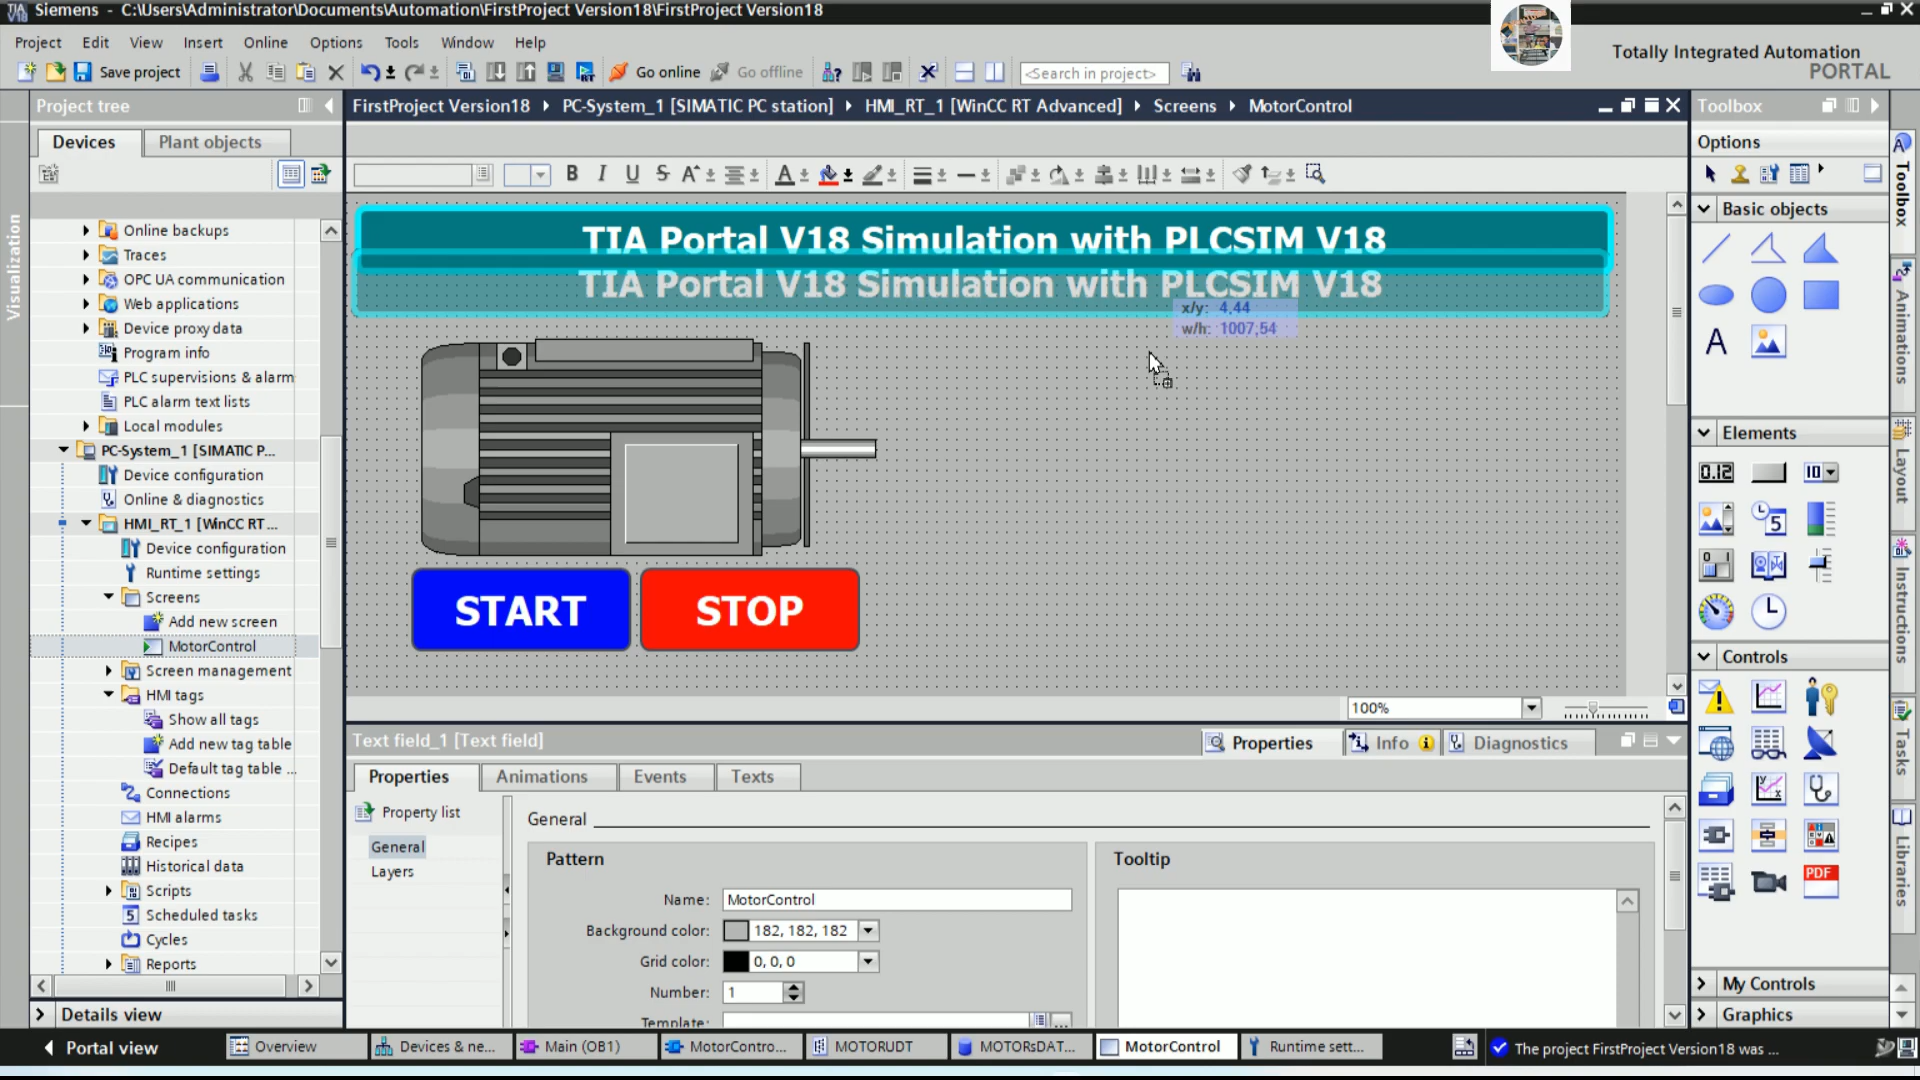 Siemens - C:\Users\Administrator\Documents\Automation\FirstProject Version18\FirstProject Version18
Project Edit View Insert Online Options Tools Window Help
Totally Integrated Automation
PORTAL
Save project
Go online
Go offline
<Search in project>
Project tree
FirstProject Version18 PC-System_1 [SIMATIC PC station] HMI_RT_1 [WinCC RT Advanced] Screens MotorControl
Toolbox
Devices
Plant objects
Options
Visualization
B I U S
Basic objects
Online backups
Traces
OPC UA communication
Web applications
Device proxy data
Program info
PLC supervisions & alarm
PLC alarm text lists
Local modules
PC-System_1 [SIMATIC P...
Device configuration
Online & diagnostics
HMI_RT_1 [WinCC RT ...
Device configuration
Runtime settings
Screens
Add new screen
MotorControl
Screen management
HMI tags
Show all tags
Add new tag table
Default tag table ...
Connections
HMI alarms
Recipes
Historical data
Scripts
Scheduled tasks
Cycles
Reports
Details view
TIA Portal V18 Simulation with PLCSIM V18
TIA Portal V18 Simulation with PLCSIM V18
x/y: 4,44
w/h: 1007,54
START
STOP
100%
Text field_1 [Text field]
Properties
Info
Diagnostics
Properties
Animations
Events
Texts
Property list
General
Layers
General
Pattern
Tooltip
Name: MotorControl
Background color: 182, 182, 182
Grid color: 0, 0, 0
Number: 1
Template:
Elements
Controls
My Controls
Graphics
Toolbox
Animations
Layout
Instructions
Tasks
Libraries
Portal view
Overview
Devices & ne...
Main (OB1)
MotorContro...
MOTORUDT
MOTORsDAT...
MotorControl
Runtime sett...
The project FirstProject Version18 was ...